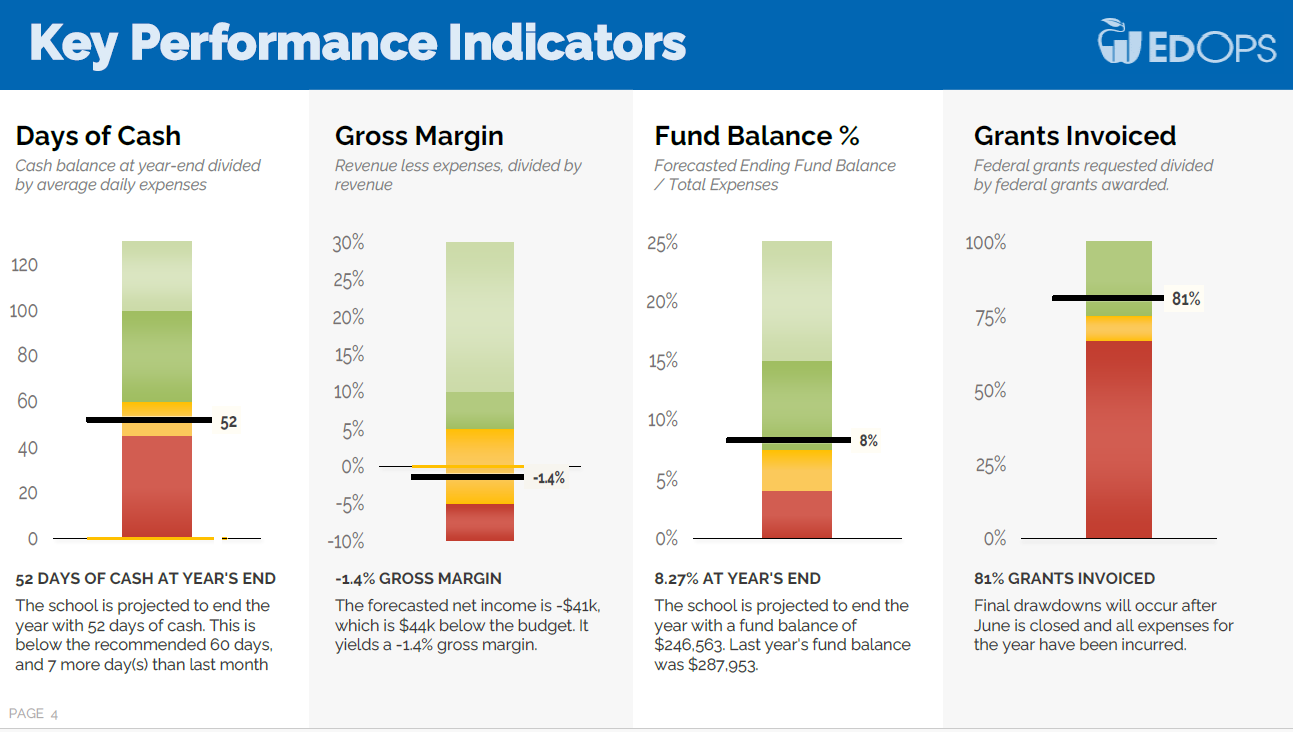 Key Performance Indicators
EDOPS
Days of Cash
Cash balance at year-end divided
by average daily expenses
120
100
80
60
40
20
0
52
-
52 DAYS OF CASH AT YEAR'S END
The school is projected to end the
year with 52 days of cash. This is
below the recommended 60 days,
and 7 more day(s) than last month
Gross Margin
Revenue less expenses, divided by
revenue
30%
25%
20%
15%
10%
5%
0%
-5%
-10%
-1.4%
-1.4% GROSS MARGIN
The forecasted net income is -$41k,
which is $44k below the budget. It
yields a -1.4% gross margin.
Fund Balance %
Forecasted Ending Fund Balance
/ Total Expenses
25%
20%
15%
10%
5%
0%
8%
8.27% AT YEAR'S END
The school is projected to end the
year with a fund balance of
$246,563. Last year's fund balance
was $287,953.
Grants Invoiced
Federal grants requested divided
by federal grants awarded.
100%
75%
50%
25%
0%
81%
81% GRANTS INVOICED
Final drawdowns will occur after
June is closed and all expenses for
the year have been incurred.
PAGE 4